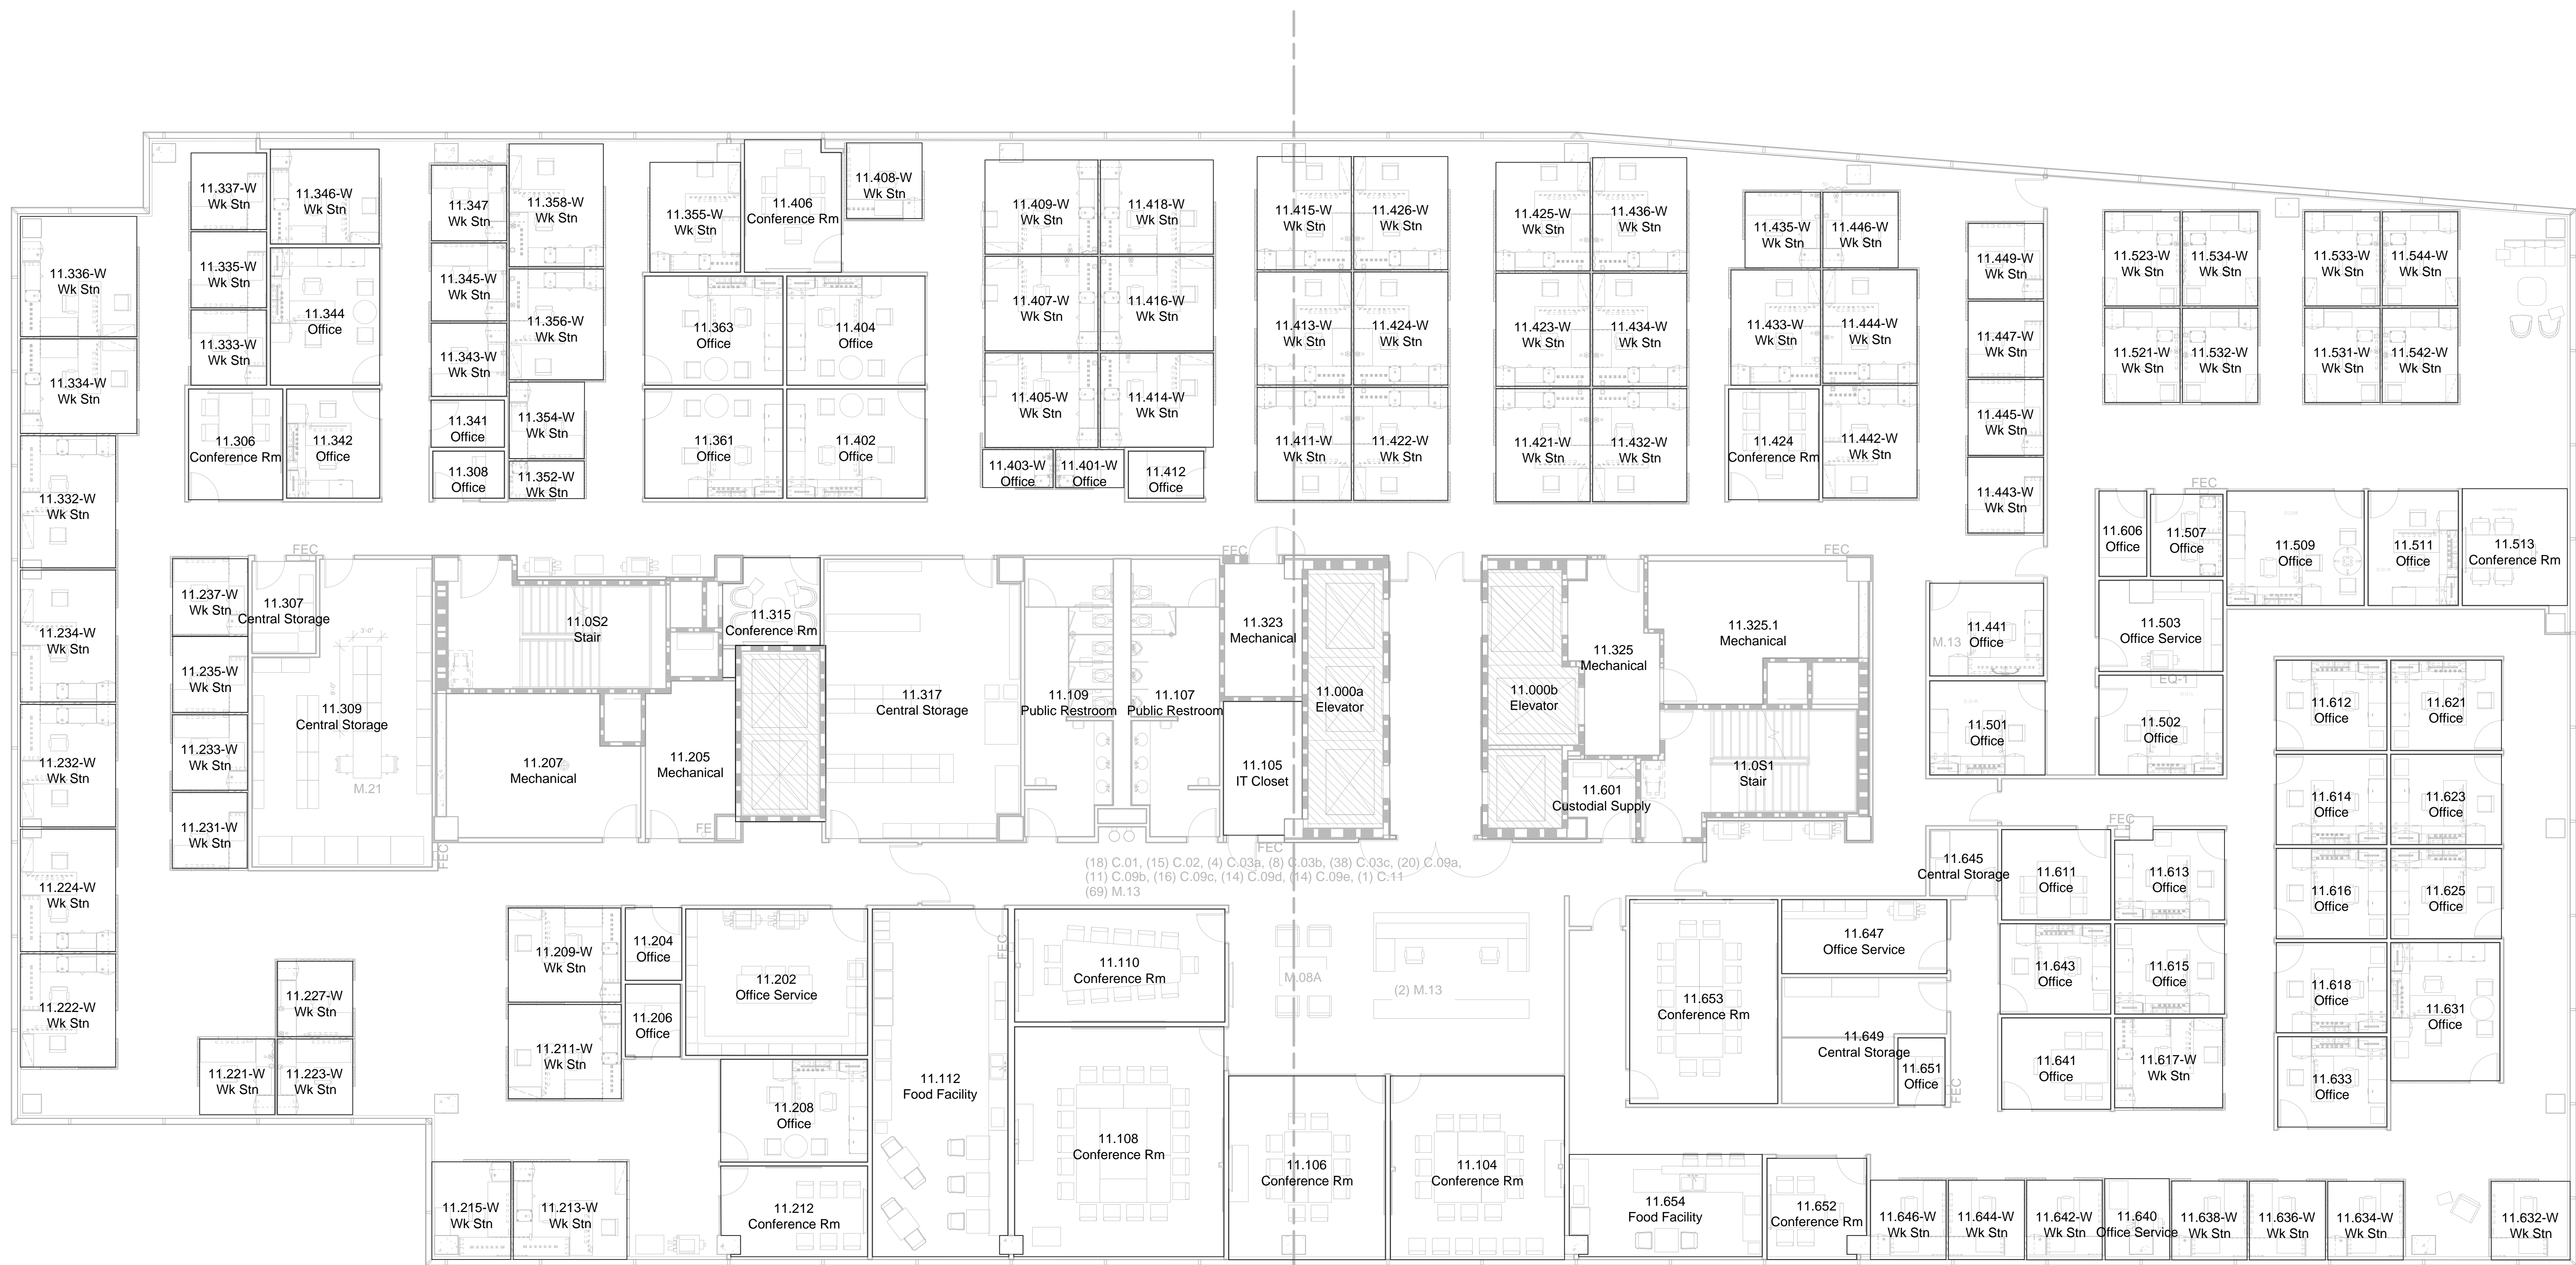 11.337-W
Wk Stn
11.346-W
Wk Stn
11.347
Wk Stn
11.358-W
Wk Stn
11.355-W
Wk Stn
11.406
Conference Rm
11.408-W
Wk Stn
11.409-W
Wk Stn
11.418-W
Wk Stn
11.415-W
Wk Stn
11.426-W
Wk Stn
11.425-W
Wk Stn
11.436-W
Wk Stn
11.435-W
Wk Stn
11.446-W
Wk Stn
11.449-W
Wk Stn
11.523-W
Wk Stn
11.534-W
Wk Stn
11.533-W
Wk Stn
11.544-W
Wk Stn
11.336-W
Wk Stn
11.335-W
Wk Stn
11.345-W
Wk Stn
11.344
Office
11.356-W
Wk Stn
11.363
Office
11.404
Office
11.407-W
Wk Stn
11.416-W
Wk Stn
11.413-W
Wk Stn
11.424-W
Wk Stn
11.423-W
Wk Stn
11.434-W
Wk Stn
11.433-W
Wk Stn
11.444-W
Wk Stn
11.447-W
Wk Stn
11.521-W
Wk Stn
11.532-W
Wk Stn
11.531-W
Wk Stn
11.542-W
Wk Stn
11.334-W
Wk Stn
11.333-W
Wk Stn
11.343-W
Wk Stn
11.306
Conference Rm
11.342
Office
11.341
Office
11.354-W
Wk Stn
11.308
Office
11.352-W
Wk Stn
11.361
Office
11.402
Office
11.405-W
Wk Stn
11.414-W
Wk Stn
11.403-W
Office
11.401-W
Office
11.412
Office
11.411-W
Wk Stn
11.422-W
Wk Stn
11.421-W
Wk Stn
11.432-W
Wk Stn
11.424
Conference Rm
11.442-W
Wk Stn
11.445-W
Wk Stn
11.443-W
Wk Stn
11.332-W
Wk Stn
FEC
FEC
FEC
FEC
11.606
Office
11.507
Office
11.509
Office
11.511
Office
11.513
Conference Rm
11.234-W
Wk Stn
11.237-W
Wk Stn
11.307
Central Storage
3'-0"
9'-0"
11.0S2
Stair
11.315
Conference Rm
11.323
Mechanical
11.325
Mechanical
11.325.1
Mechanical
11.441
Office
M.13
11.503
Office Service
EQ-1
11.235-W
Wk Stn
11.309
Central Storage
M.21
11.317
Central Storage
11.109
Public Restroom
11.107
Public Restroom
11.000a
Elevator
11.000b
Elevator
11.501
Office
11.502
Office
11.612
Office
11.621
Office
11.232-W
Wk Stn
11.233-W
Wk Stn
11.207
Mechanical
11.205
Mechanical
11.105
IT Closet
11.601
Custodial Supply
11.0S1
Stair
11.614
Office
11.623
Office
11.231-W
Wk Stn
FE
FEC
FEC
FEC
(18) C.01, (15) C.02, (4) C.03a, (8) C.03b, (38) C.03c, (20) C.09a,
(11) C.09b, (16) C.09c, (14) C.09d, (14) C.09e, (1) C.11
(69) M.13
11.645
Central Storage
11.611
Office
11.613
Office
11.616
Office
11.625
Office
11.224-W
Wk Stn
11.209-W
Wk Stn
11.204
Office
11.202
Office Service
FEC
11.110
Conference Rm
M.08A
(2) M.13
11.647
Office Service
11.653
Conference Rm
11.643
Office
11.615
Office
11.618
Office
11.631
Office
11.222-W
Wk Stn
11.227-W
Wk Stn
11.206
Office
11.211-W
Wk Stn
11.649
Central Storage
11.651
Office
FEC
11.641
Office
11.617-W
Wk Stn
11.633
Office
11.221-W
Wk Stn
11.223-W
Wk Stn
11.208
Office
11.112
Food Facility
11.108
Conference Rm
11.106
Conference Rm
11.104
Conference Rm
11.215-W
Wk Stn
11.213-W
Wk Stn
11.212
Conference Rm
11.654
Food Facility
11.652
Conference Rm
11.646-W
Wk Stn
11.644-W
Wk Stn
11.642-W
Wk Stn
11.640
Office Service
11.638-W
Wk Stn
11.636-W
Wk Stn
11.634-W
Wk Stn
11.632-W
Wk Stn